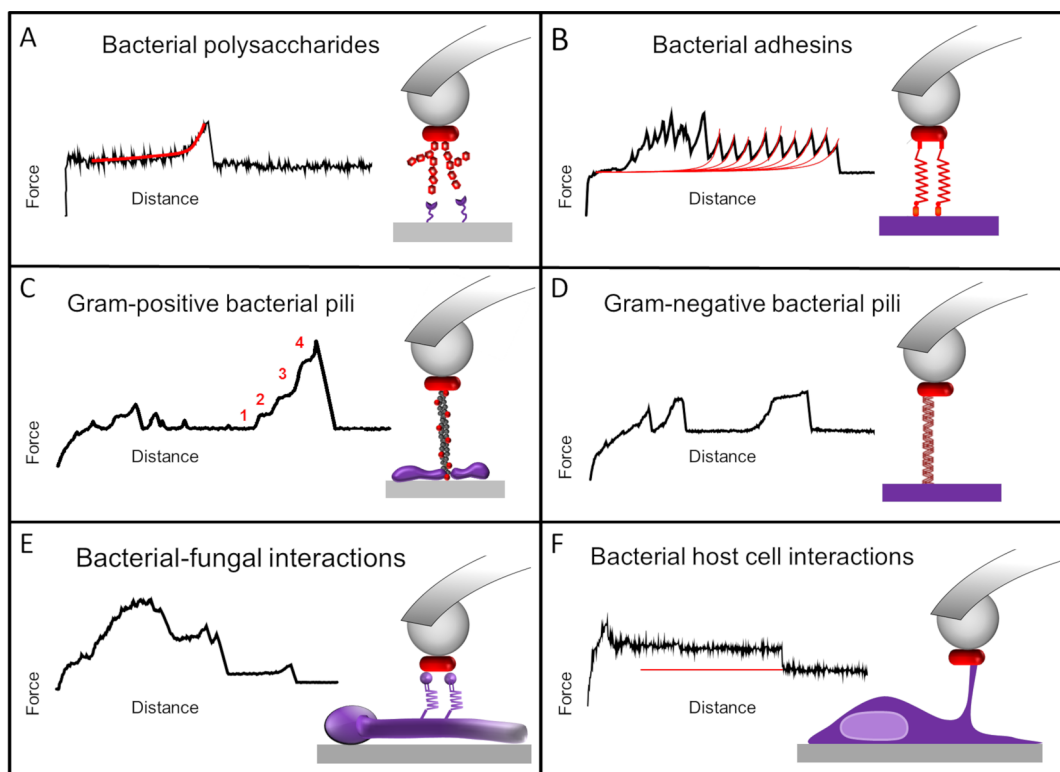 A
Bacterial polysaccharides
Force
Distance
B
Bacterial adhesins
Force
Distance
C
Gram-positive bacterial pili
1
2
3
4
Force
Distance
D
Gram-negative bacterial pili
Force
Distance
E
Bacterial-fungal interactions
Force
Distance
F
Bacterial host cell interactions
Force
Distance